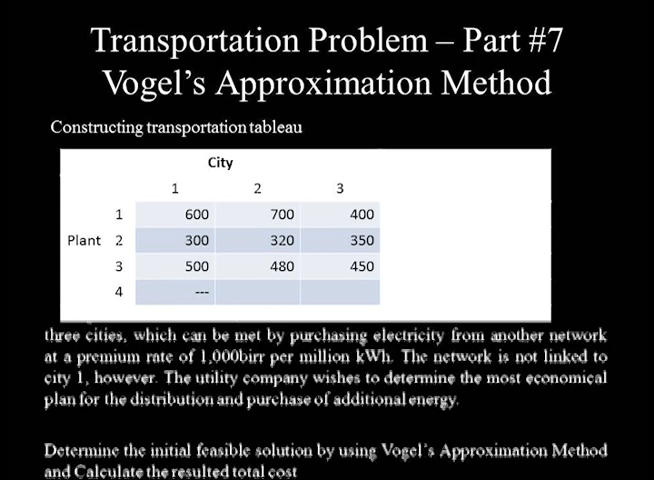 Transportation Problem – Part #7
Vogel's Approximation Method
Constructing transportation tableau
City
1 2 3
1 600 700 400
Plant 2 300 320 350
3 500 480 450
4 ---
three cities, which can be met by purchasing electricity from another network
at a premium rate of 1,000birr per million kWh. The network is not linked to
city 1, however. The utility company wishes to determine the most economical
plan for the distribution and purchase of additional energy.
Determine the initial feasible solution by using Vogel's Approximation Method
and Calculate the resulted total cost